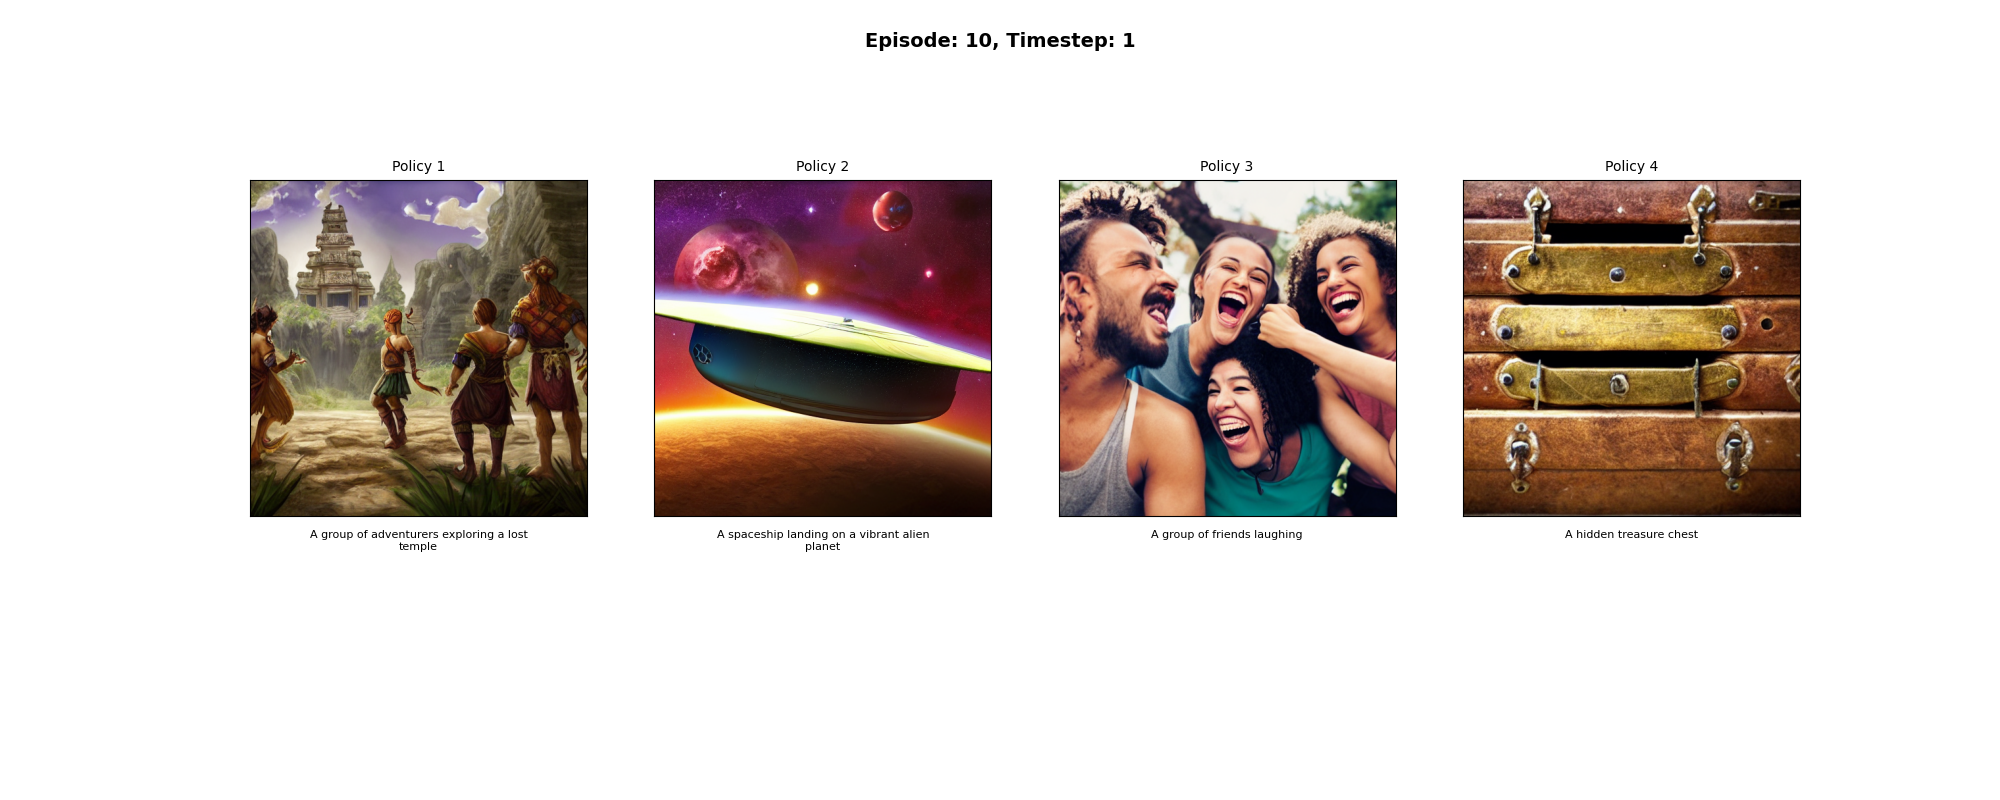 Episode: 10, Timestep: 1
Policy 1
Policy 2
Policy 3
Policy 4
A group of adventurers exploring a lost
temple
A spaceship landing on a vibrant alien
planet
A group of friends laughing
A hidden treasure chest